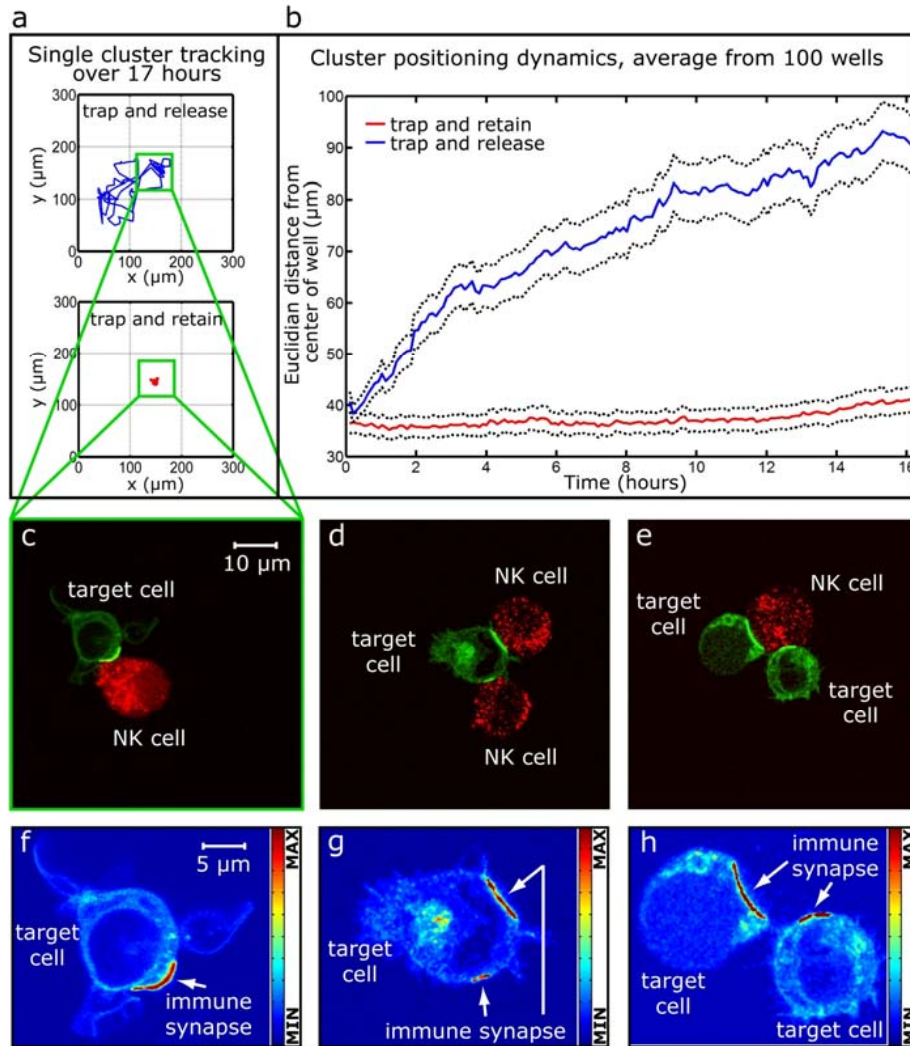 a
Single cluster tracking
over 17 hours
300
trap and release
200
y (µm)
100
0
0 100 200 300
x (µm)
300
trap and retain
200
y (µm)
100
0
0 100 200 300
x (µm)
b
Cluster positioning dynamics, average from 100 wells
100
trap and retain
trap and release
90
80
70
60
50
40
30
Euclidian distance from
center of well (µm)
0 2 4 6 8 10 12 14 16
Time (hours)
c
10 µm
target cell
NK cell
d
NK cell
target
cell
NK cell
e
NK cell
target
cell
target
cell
f
5 µm
target
cell
immune
synapse
MAX
MIN
g
target
cell
immune synapse
MAX
MIN
h
immune
synapse
target
cell
target cell
MAX
MIN